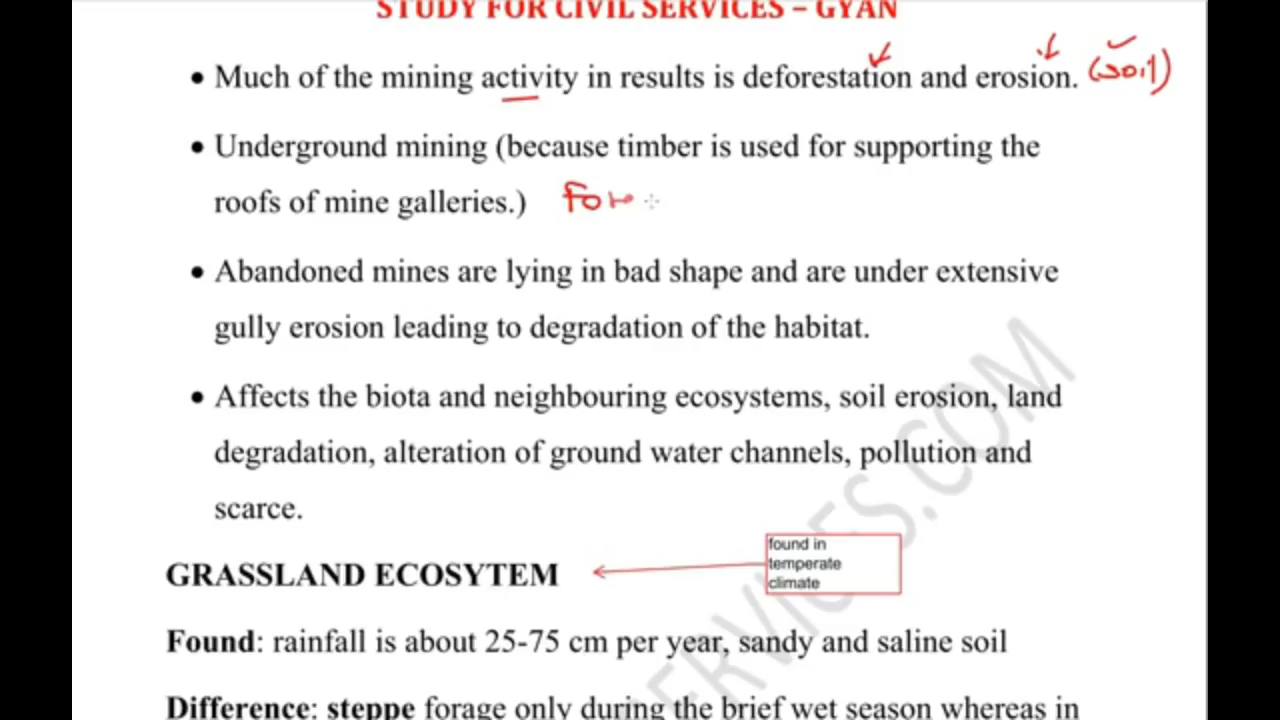 STUDY FOR CIVIL SERVICES – GYAN
• Much of the mining activity in results is deforestation and erosion. (soil)
• Underground mining (because timber is used for supporting the
roofs of mine galleries.) For
• Abandoned mines are lying in bad shape and are under extensive
gully erosion leading to degradation of the habitat.
• Affects the biota and neighbouring ecosystems, soil erosion, land
degradation, alteration of ground water channels, pollution and
scarce.
found in
temperate
climate
GRASSLAND ECOSYTEM
Found: rainfall is about 25-75 cm per year, sandy and saline soil
Difference: steppe forage only during the brief wet season whereas in
ERVICES.COM